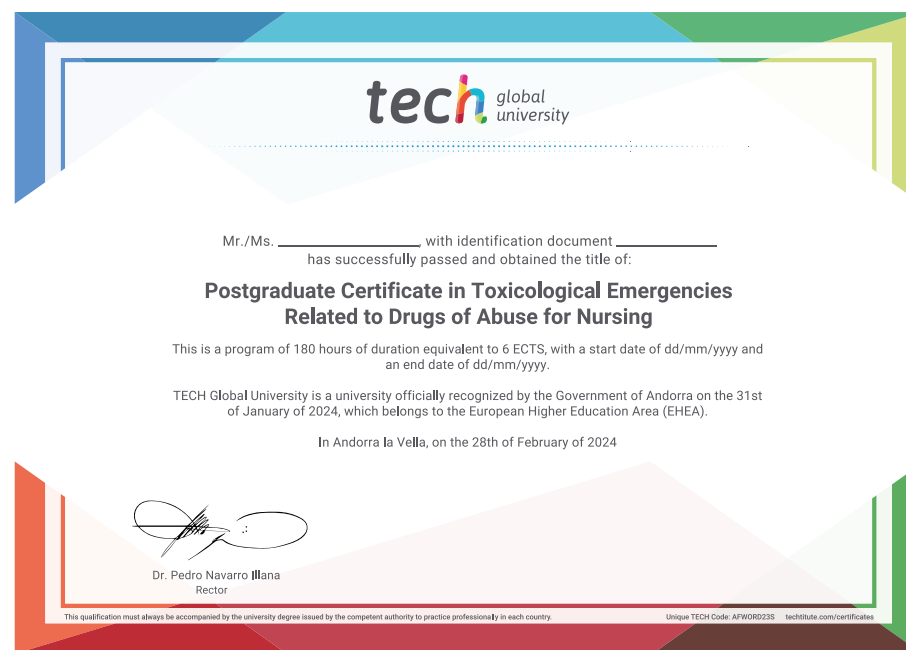 tech global
university
Mr./Ms. ____________________, with identification document ______________
has successfully passed and obtained the title of:
Postgraduate Certificate in Toxicological Emergencies
Related to Drugs of Abuse for Nursing
This is a program of 180 hours of duration equivalent to 6 ECTS, with a start date of dd/mm/yyyy and
an end date of dd/mm/yyyy.
TECH Global University is a university officially recognized by the Government of Andorra on the 31st
of January of 2024, which belongs to the European Higher Education Area (EHEA).
In Andorra la Vella, on the 28th of February of 2024
Dr. Pedro Navarro Illana
Rector
This qualification must always be accompanied by the university degree issued by the competent authority to practice professionally in each country. Unique TECH Code: AFWORD23S techtitute.com/certificates